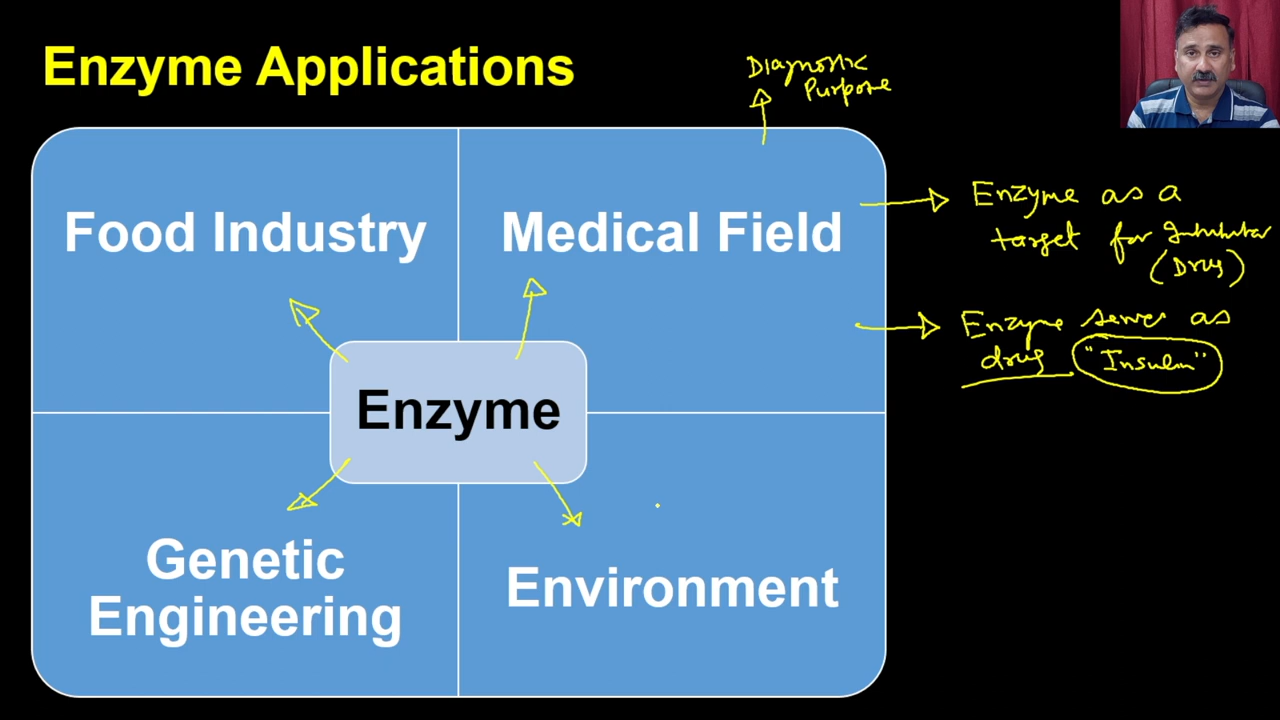 Enzyme Applications
Diagnostic
Purpose
Food Industry
Medical Field
Enzyme as a
target for Inhibitor
(Drug)
Enzyme serves as
drug "Insulin"
Enzyme
Genetic
Engineering
Environment